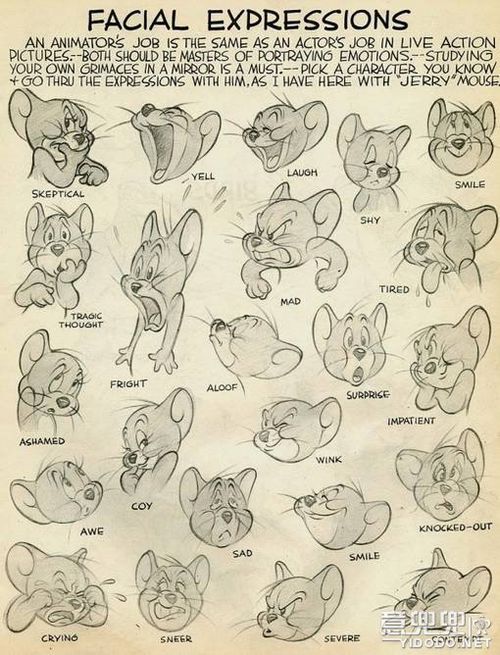 FACIAL EXPRESSIONS
AN ANIMATOR'S JOB IS THE SAME AS AN ACTOR'S JOB IN LIVE ACTION
PICTURES.--BOTH SHOULD BE MASTERS OF PORTRAYING EMOTIONS.--STUDYING
YOUR OWN GRIMACES IN A MIRROR IS A MUST.--PICK A CHARACTER YOU KNOW
+ GO THRU THE EXPRESSIONS WITH HIM, AS I HAVE HERE WITH "JERRY" MOUSE.
SKEPTICAL
YELL
LAUGH
SHY
SMILE
TRAGIC
THOUGHT
FRIGHT
MAD
TIRED
ALOOF
SURPRISE
IMPATIENT
ASHAMED
COY
WINK
AWE
SAD
SMILE
KNOCKED-OUT
CRYING
SNEER
SEVERE
意兜兜
YIDODO.NET